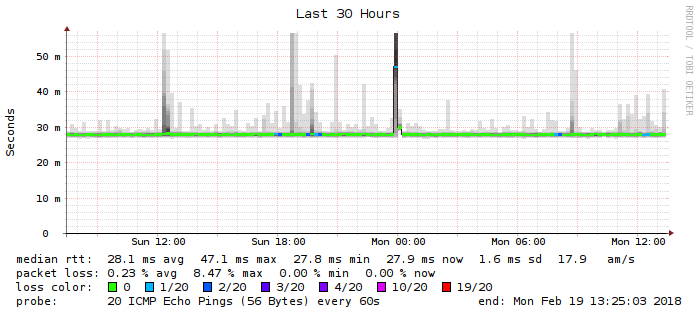 Last 30 Hours
RRDTOOL / TOBI OETIKER
Seconds
50 m
40 m
30 m
20 m
10 m
0
Sun 12:00 Sun 18:00 Mon 00:00 Mon 06:00 Mon 12:00
median rtt: 28.1 ms avg 47.1 ms max 27.8 ms min 27.9 ms now 1.6 ms sd 17.9 am/s
packet loss: 0.23 % avg 8.47 % max 0.00 % min 0.00 % now
loss color: 0 1/20 2/20 3/20 4/20 10/20 19/20
probe: 20 ICMP Echo Pings (56 Bytes) every 60s end: Mon Feb 19 13:25:03 2018